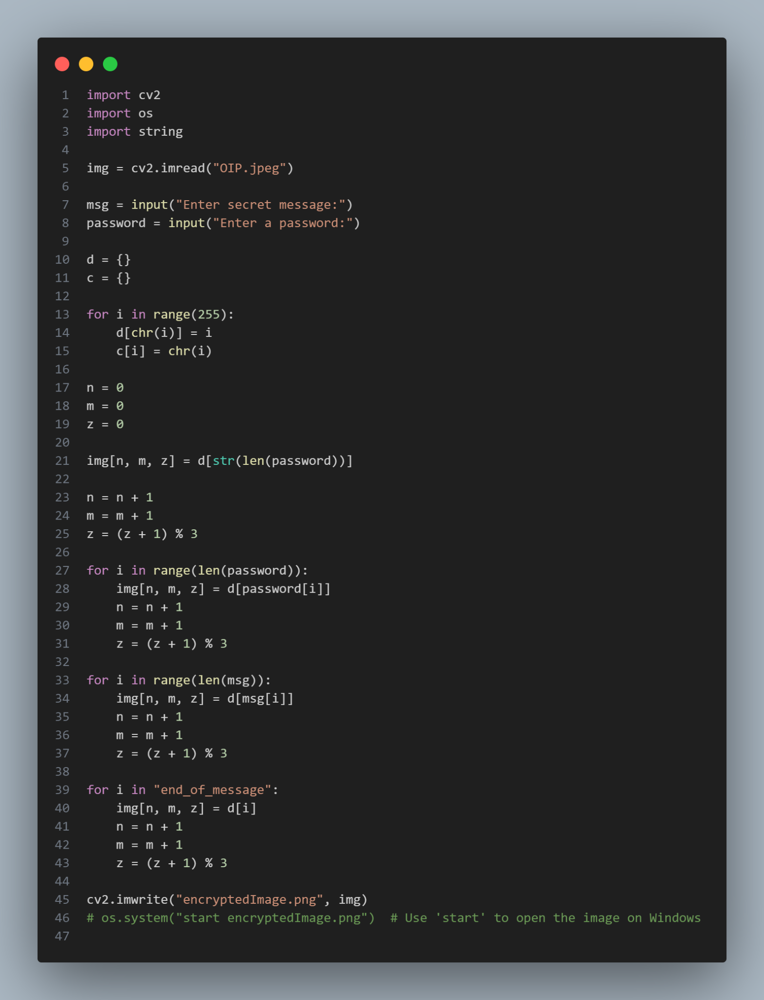 1 import cv2
2 import os
3 import string
4
5 img = cv2.imread("OIP.jpeg")
6
7 msg = input("Enter secret message:")
8 password = input("Enter a password:")
9
10 d = {}
11 c = {}
12
13 for i in range(255):
14     d[chr(i)] = i
15     c[i] = chr(i)
16
17 n = 0
18 m = 0
19 z = 0
20
21 img[n, m, z] = d[str(len(password))]
22
23 n = n + 1
24 m = m + 1
25 z = (z + 1) % 3
26
27 for i in range(len(password)):
28     img[n, m, z] = d[password[i]]
29     n = n + 1
30     m = m + 1
31     z = (z + 1) % 3
32
33 for i in range(len(msg)):
34     img[n, m, z] = d[msg[i]]
35     n = n + 1
36     m = m + 1
37     z = (z + 1) % 3
38
39 for i in "end_of_message":
40     img[n, m, z] = d[i]
41     n = n + 1
42     m = m + 1
43     z = (z + 1) % 3
44
45 cv2.imwrite("encryptedImage.png", img)
46 # os.system("start encryptedImage.png")  # Use 'start' to open the image on Windows
47